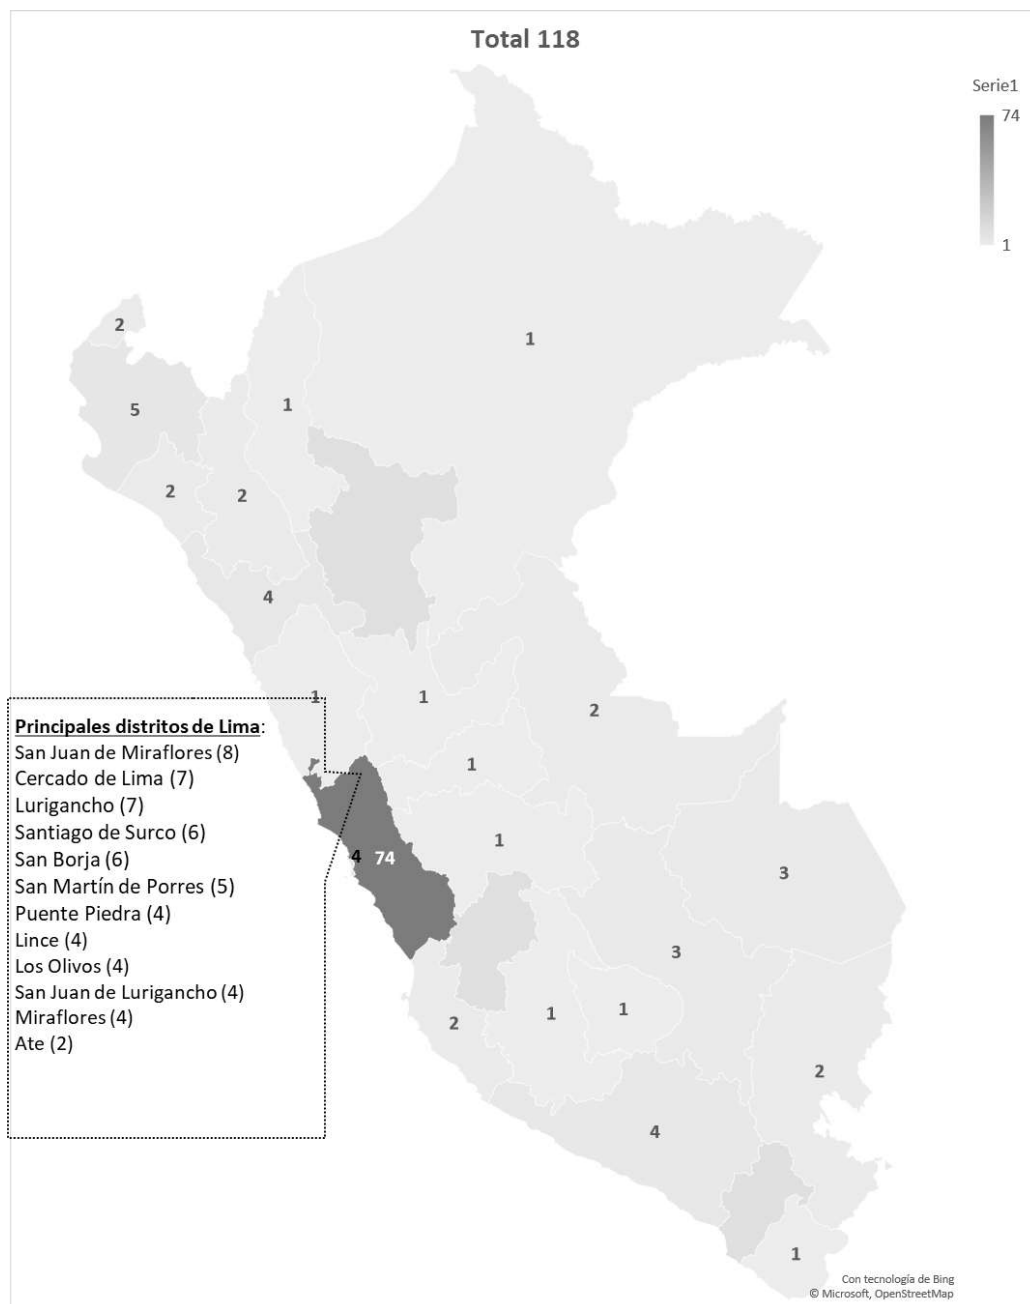 Total 118
Serie1
74
1
2
1
5
1
2
2
4
1
1
2
1
1
4
74
3
3
2
1
1
2
4
1
Principales distritos de Lima:
San Juan de Miraflores (8)
Cercado de Lima (7)
Lurigancho (7)
Santiago de Surco (6)
San Borja (6)
San Martín de Porres (5)
Puente Piedra (4)
Lince (4)
Los Olivos (4)
San Juan de Lurigancho (4)
Miraflores (4)
Ate (2)
Con tecnología de Bing
© Microsoft, OpenStreetMap